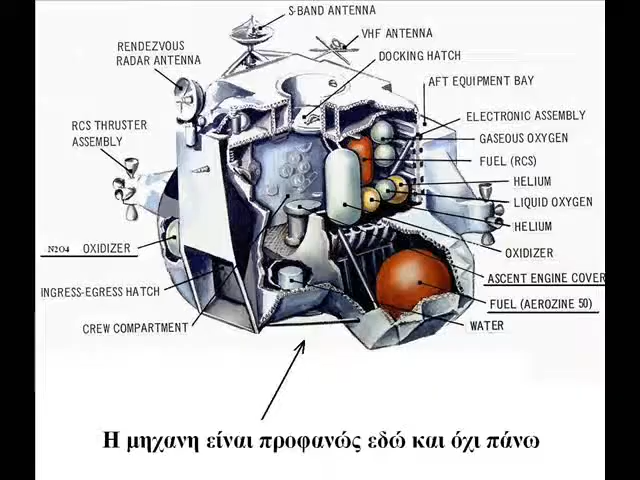 S-BAND ANTENNA
VHF ANTENNA
RENDEZVOUS
RADAR ANTENNA
DOCKING HATCH
AFT EQUIPMENT BAY
ELECTRONIC ASSEMBLY
RCS THRUSTER
ASSEMBLY
GASEOUS OXYGEN
FUEL (RCS)
HELIUM
LIQUID OXYGEN
HELIUM
N2O4 OXIDIZER
OXIDIZER
ASCENT ENGINE COVER
INGRESS-EGRESS HATCH
FUEL (AEROZINE 50)
CREW COMPARTMENT
WATER
Η μηχανη είναι προφανώς εδώ και όχι πάνω